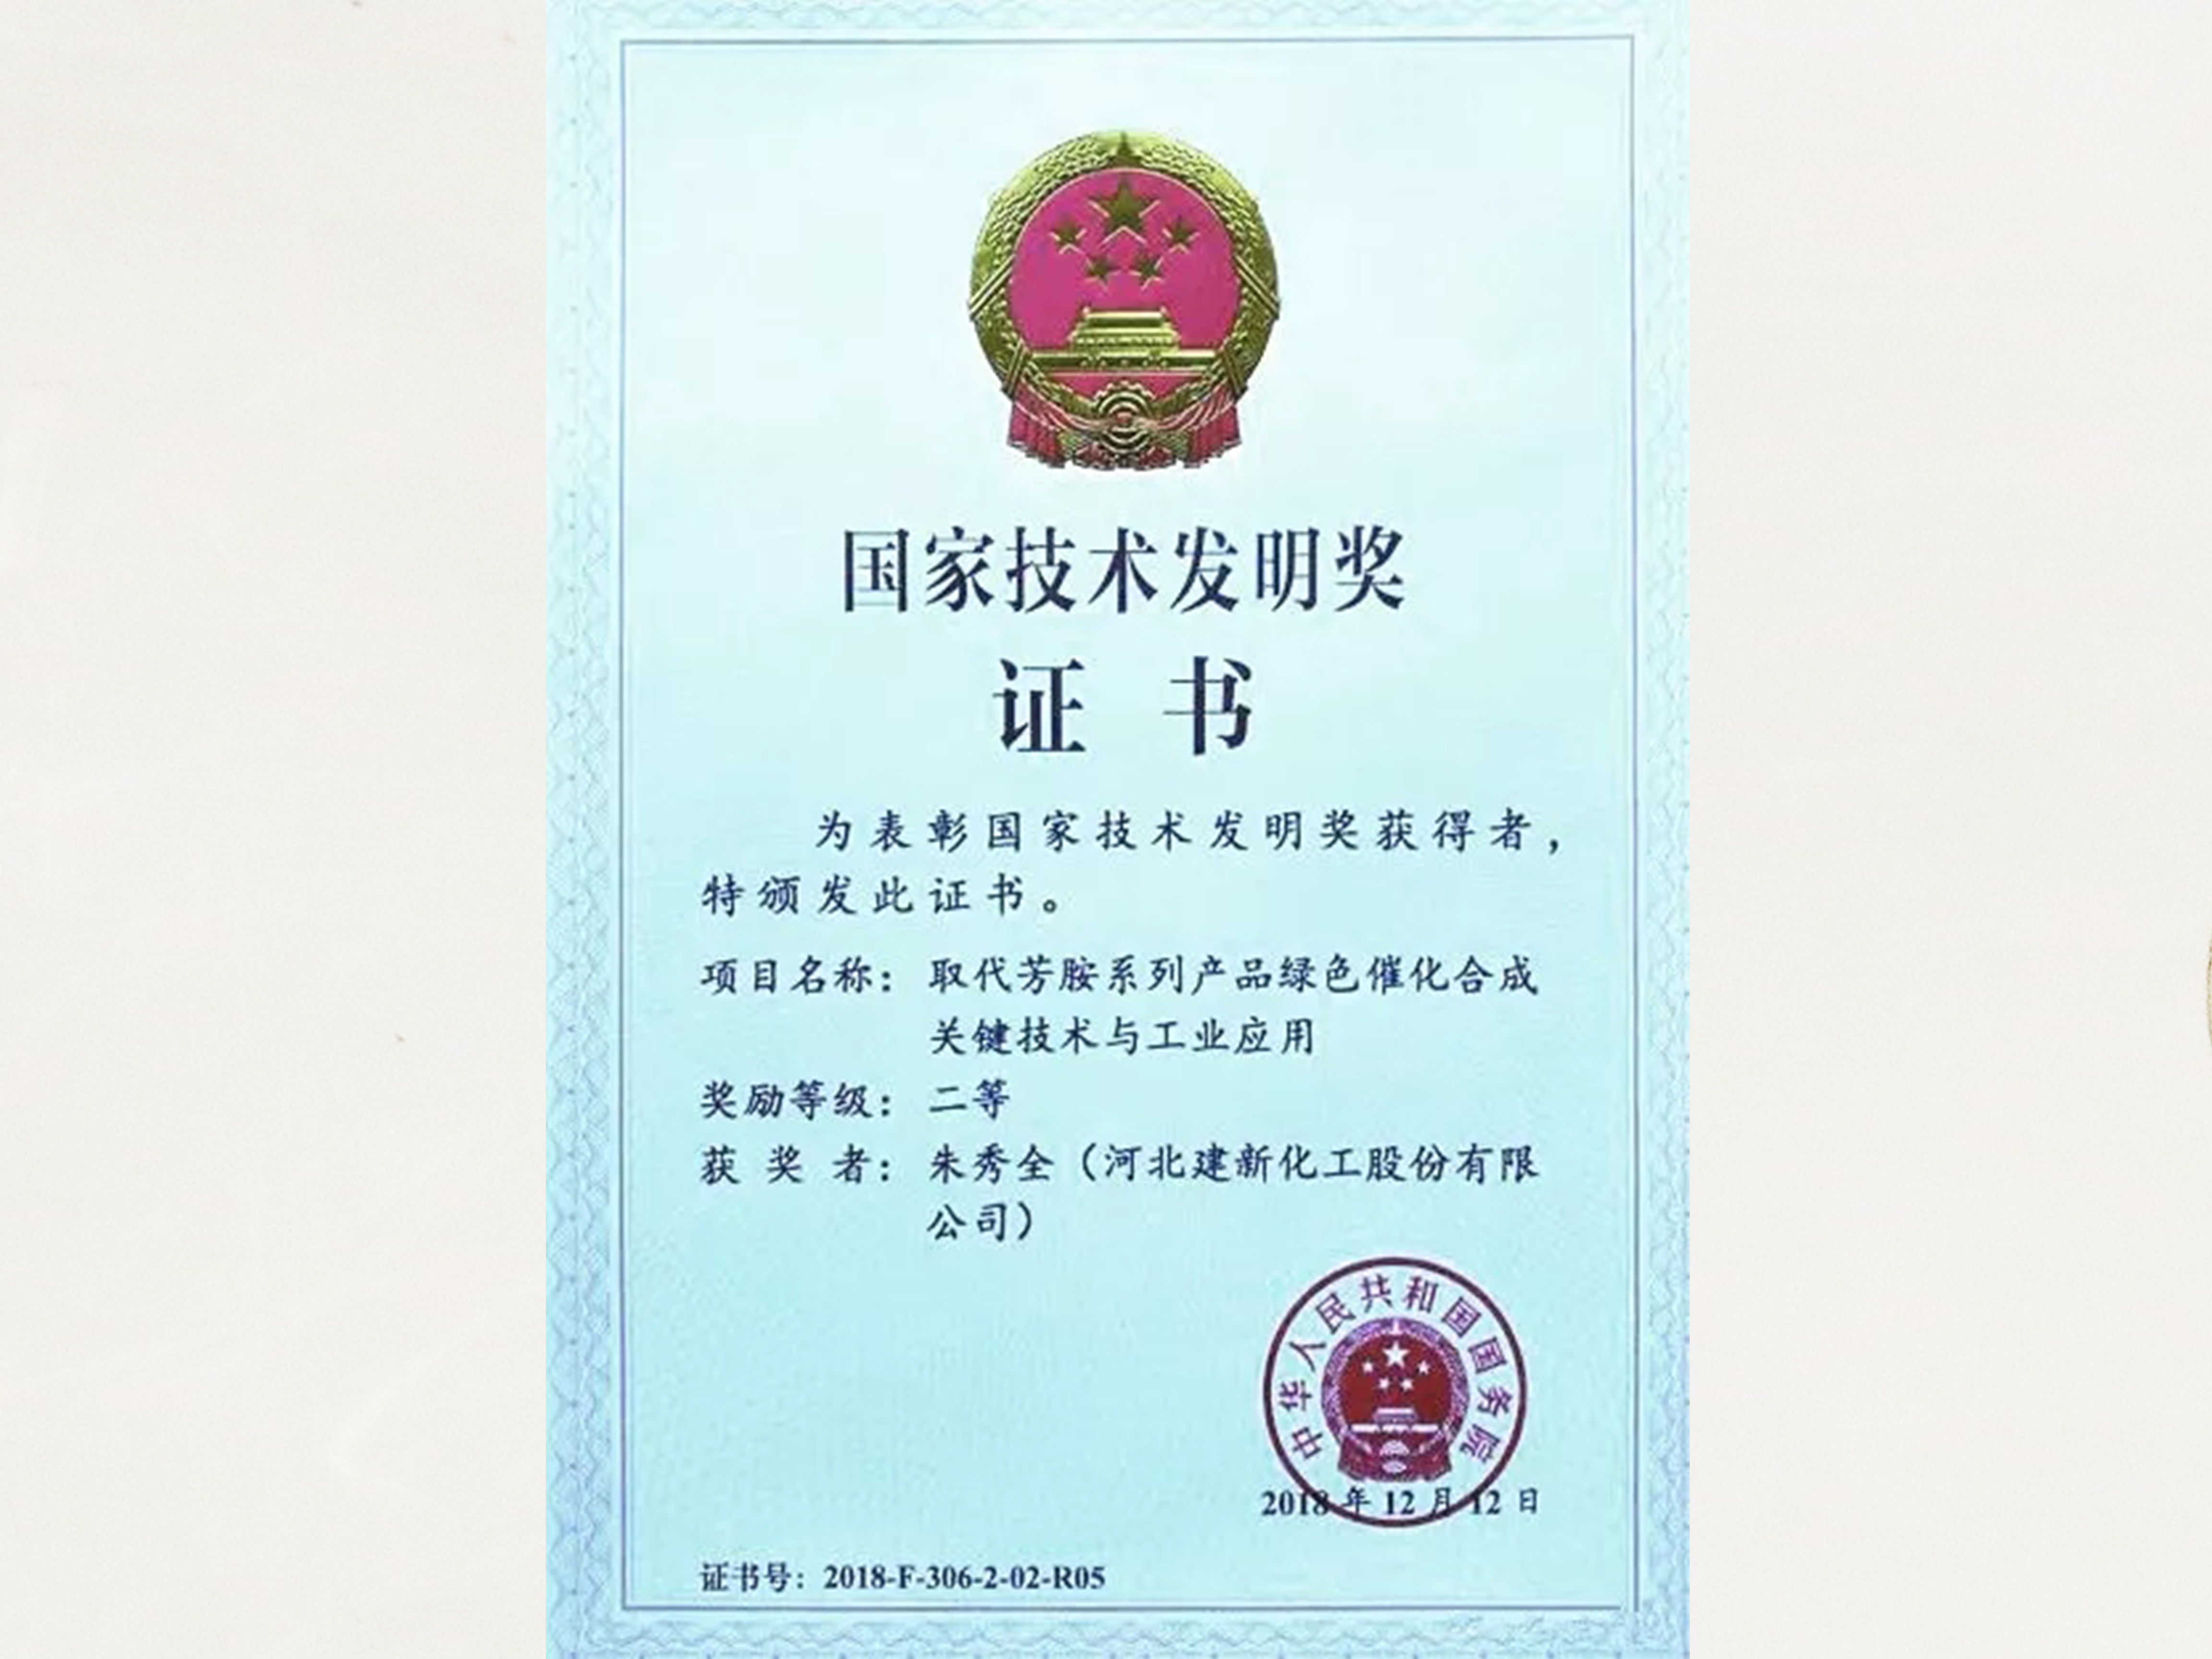 国家技术发明奖
证书
为表彰国家技术发明奖获得者，
特颁发此证书。
项目名称：取代芳胺系列产品绿色催化合成
关键技术与工业应用
奖励等级：二等
获奖者：朱秀全（河北建新化工股份有限
公司）
中华人民共和国国务院
2018年12月12日
证书号：2018-F-306-2-02-R05